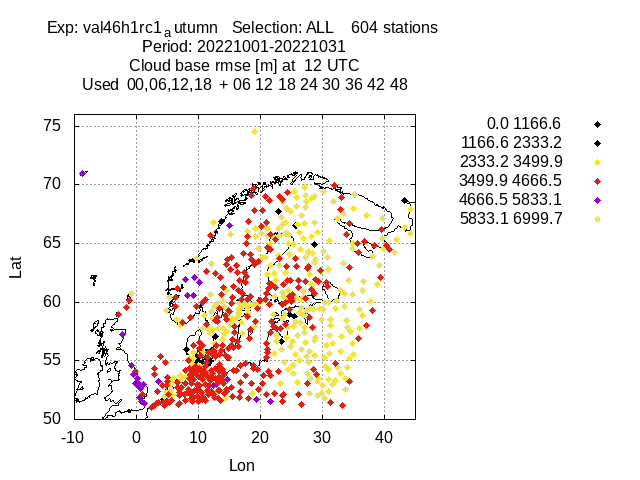 Exp: val46h1rc1autumn Selection: ALL 604 stations
Period: 20221001-20221031
Cloud base rmse [m] at 12 UTC
Used 00,06,12,18 + 06 12 18 24 30 36 42 48
0.0 1166.6
1166.6 2333.2
2333.2 3499.9
3499.9 4666.5
4666.5 5833.1
5833.1 6999.7
75
70
65
60
55
50
Lat
-10 0 10 20 30 40
Lon